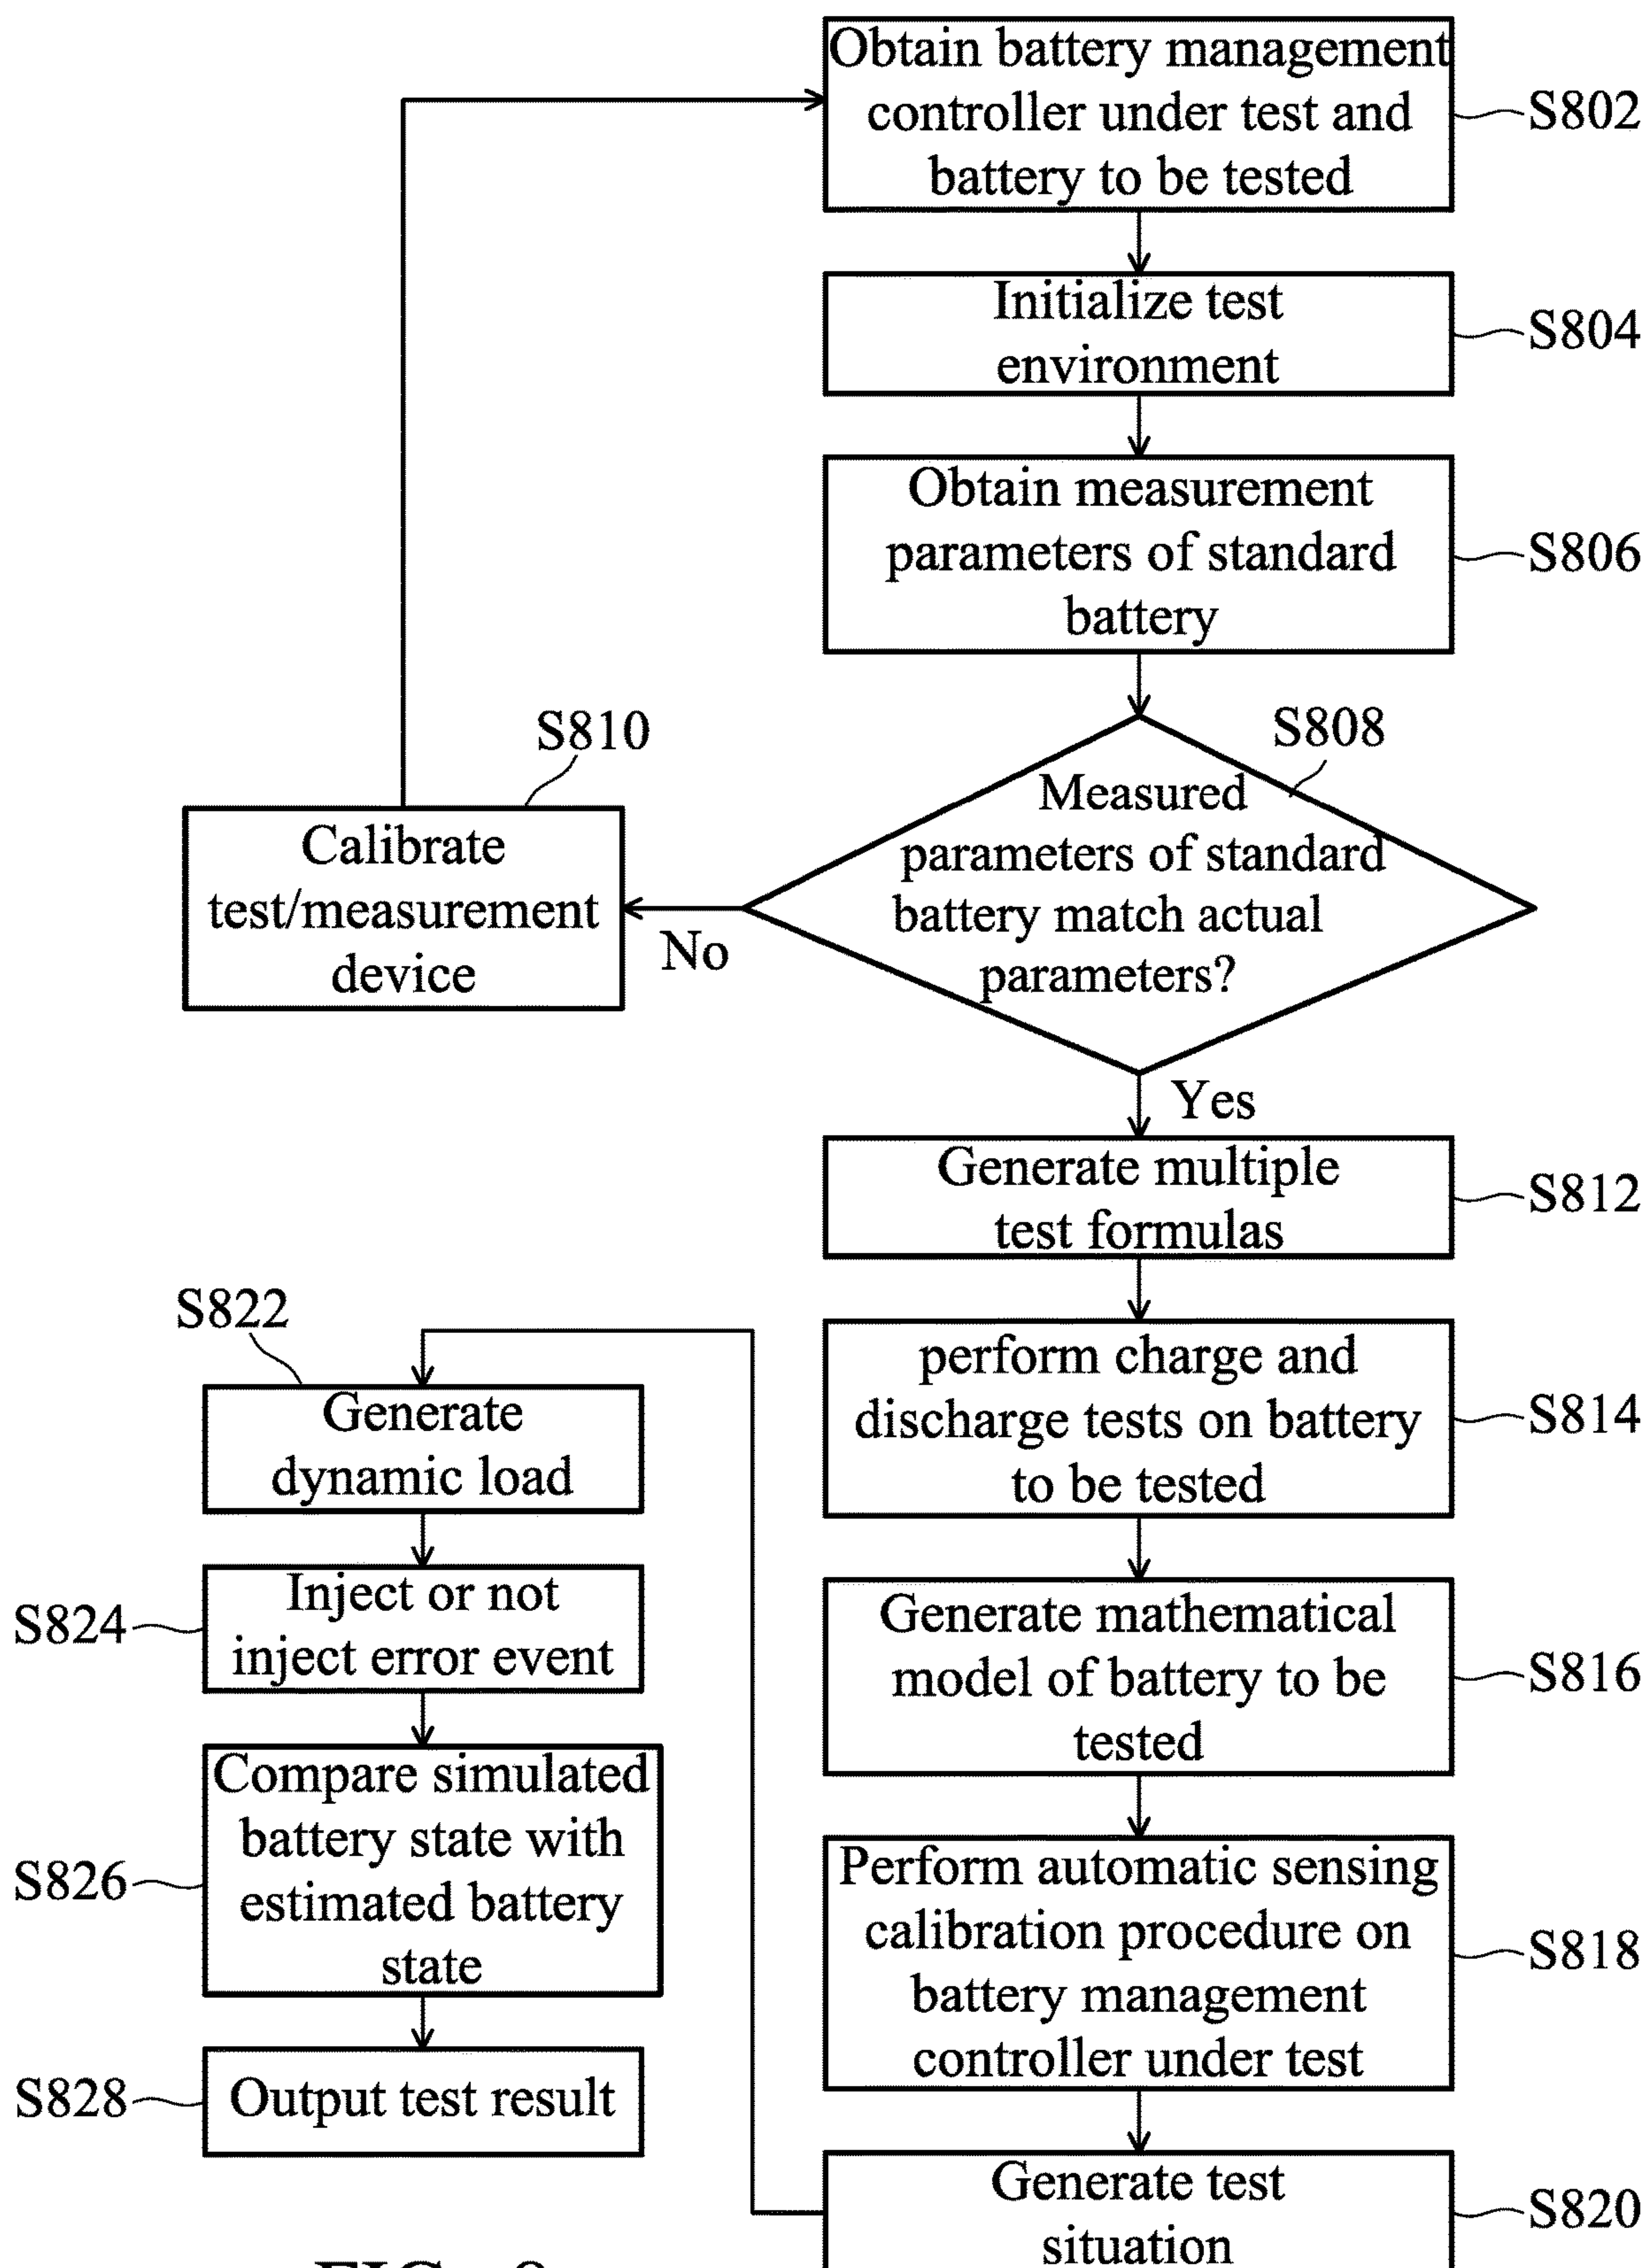 Obtain battery management
controller under test and
battery to be tested
S802
Initialize test
environment
S804
Obtain measurement
parameters of standard
battery
S806
S808
Measured
parameters of standard
battery match actual
parameters?
No
Yes
S810
Calibrate
test/measurement
device
Generate multiple
test formulas
S812
perform charge and
discharge tests on battery
to be tested
S814
Generate mathematical
model of battery to be
tested
S816
Perform automatic sensing
calibration procedure on
battery management
controller under test
S818
Generate test
situation
S820
S822
Generate
dynamic load
S824
Inject or not
inject error event
S826
Compare simulated
battery state with
estimated battery
state
S828
Output test result